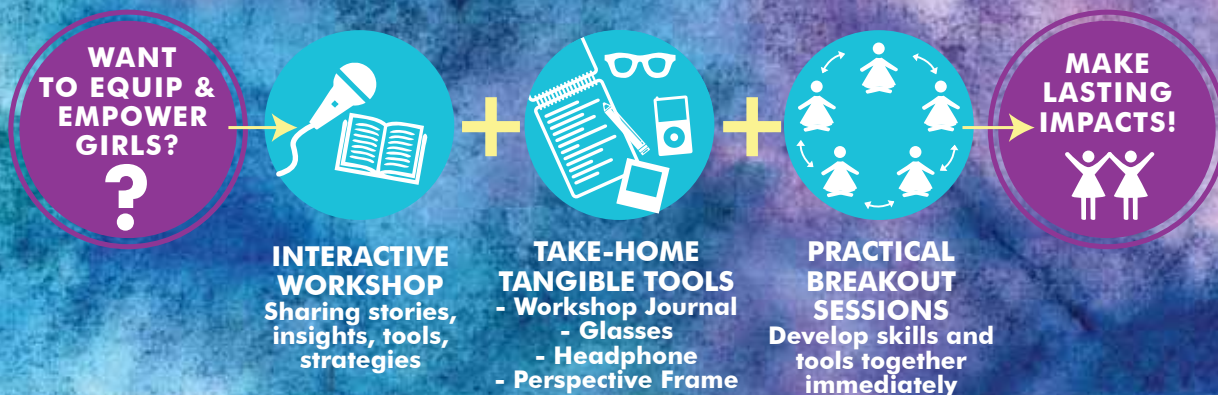 WANT
TO EQUIP &
EMPOWER
GIRLS?
?
INTERACTIVE
WORKSHOP
Sharing stories,
insights, tools,
strategies
TAKE-HOME
TANGIBLE TOOLS
- Workshop Journal
- Glasses
- Headphone
- Perspective Frame
PRACTICAL
BREAKOUT
SESSIONS
Develop skills and
tools together
immediately
MAKE
LASTING
IMPACTS!